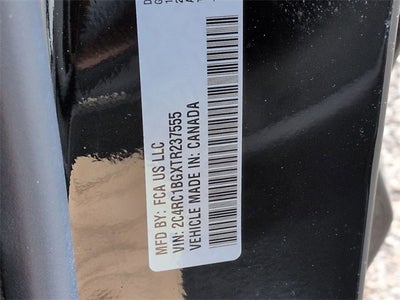 MFD BY: FCA US LLC
VIN: 2C4RC1BGXTR237555
VEHICLE MADE IN: CANADA